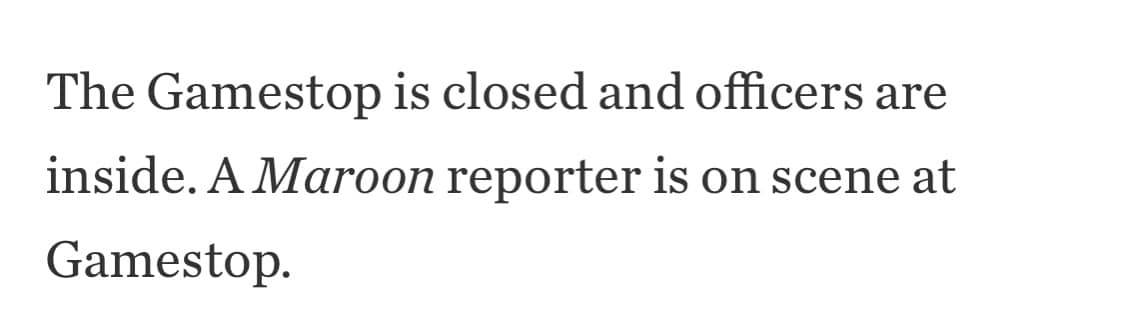 The Gamestop is closed and officers are
inside. A Maroon reporter is on scene at
Gamestop.